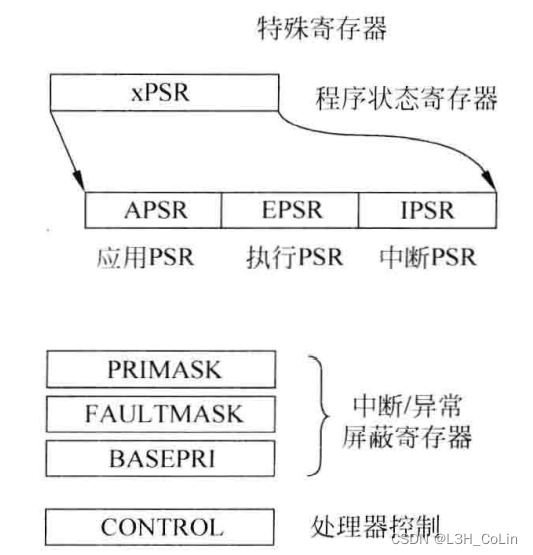 特殊寄存器
xPSR
程序状态寄存器
APSR
EPSR
IPSR
应用PSR
执行PSR
中断PSR
PRIMASK
FAULTMASK
BASEPRI
中断/异常
屏蔽寄存器
CONTROL
处理器控制
CSDN @L3H_CoLin